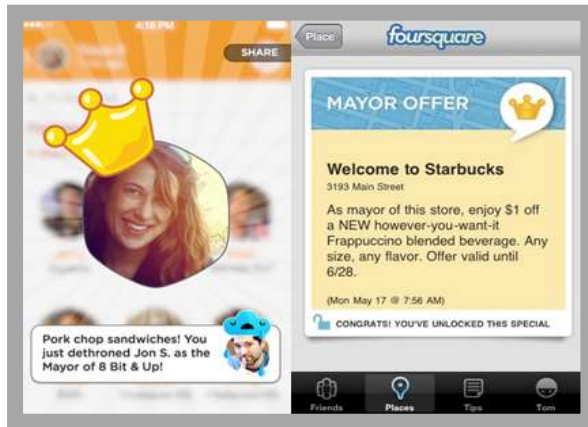 4:18 PM
SHARE
Pork chop sandwiches! You
just dethroned Jon S. as the
Mayor of 8 Bit & Up!
Place
foursquare
MAYOR OFFER
Welcome to Starbucks
3193 Main Street
As mayor of this store, enjoy $1 off
a NEW however-you-want-it
Frappuccino blended beverage. Any
size, any flavor. Offer valid until
6/28.
(Mon May 17 @ 7:56 AM)
CONGRATS! YOU'VE UNLOCKED THIS SPECIAL
Friends
Places
Tips
Tom